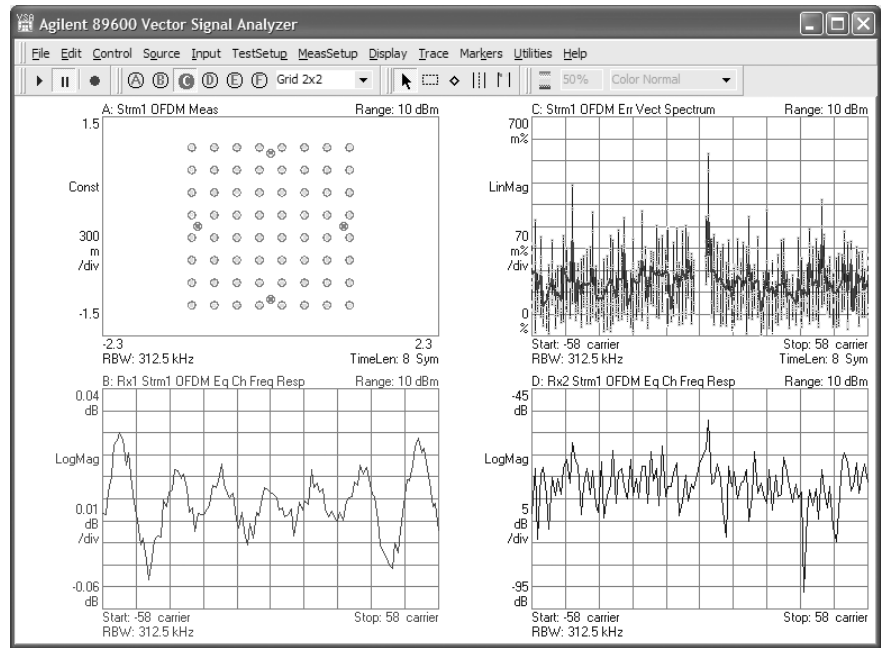 VSA
Agilent 89600 Vector Signal Analyzer
File Edit Control Source Input TestSetup MeasSetup Display Trace Markers Utilities Help
A B C D E F Grid 2x2 50% Color Normal
A: Strm1 OFDM Meas Range: 10 dBm
1.5
Const
300
m
/div
-1.5
-2.3 2.3
RBW: 312.5 kHz TimeLen: 8 Sym
C: Strm1 OFDM Err Vect Spectrum Range: 10 dBm
700
m%
LinMag
70
m%
/div
0
%
Start: -58 carrier Stop: 58 carrier
RBW: 312.5 kHz TimeLen: 8 Sym
B: Rx1 Strm1 OFDM Eq Ch Freq Resp Range: 10 dBm
0.04
dB
LogMag
0.01
dB
/div
-0.06
dB
Start: -58 carrier Stop: 58 carrier
RBW: 312.5 kHz
D: Rx2 Strm1 OFDM Eq Ch Freq Resp Range: 10 dBm
-45
dB
LogMag
5
dB
/div
-95
dB
Start: -58 carrier Stop: 58 carrier
RBW: 312.5 kHz